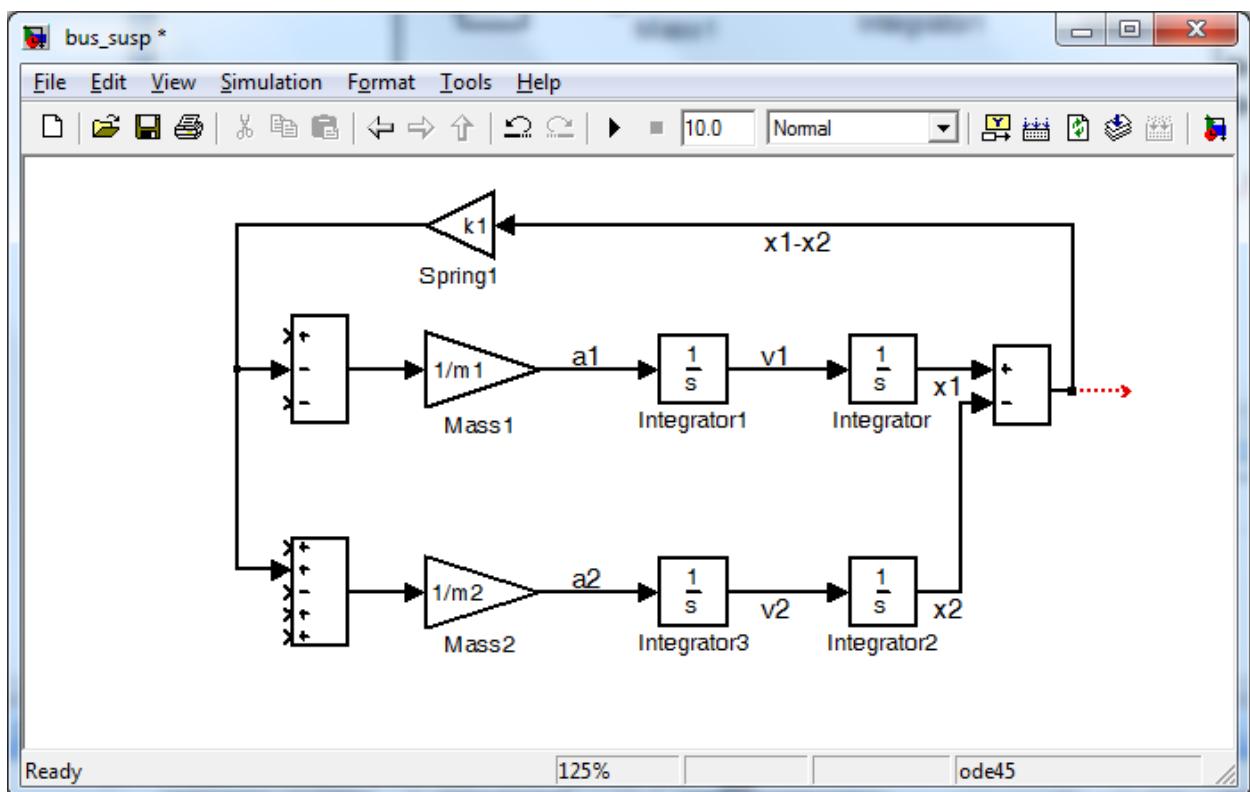 bus_susp *
File Edit View Simulation Format Tools Help
10.0 Normal
k1
x1-x2
Spring1
+
-
-
1/m1
a1
1
s
v1
1
s
x1
+
-
Mass1
Integrator1
Integrator
+
+
-
+
+
1/m2
a2
1
s
v2
1
s
x2
Mass2
Integrator3
Integrator2
Ready 125% ode45